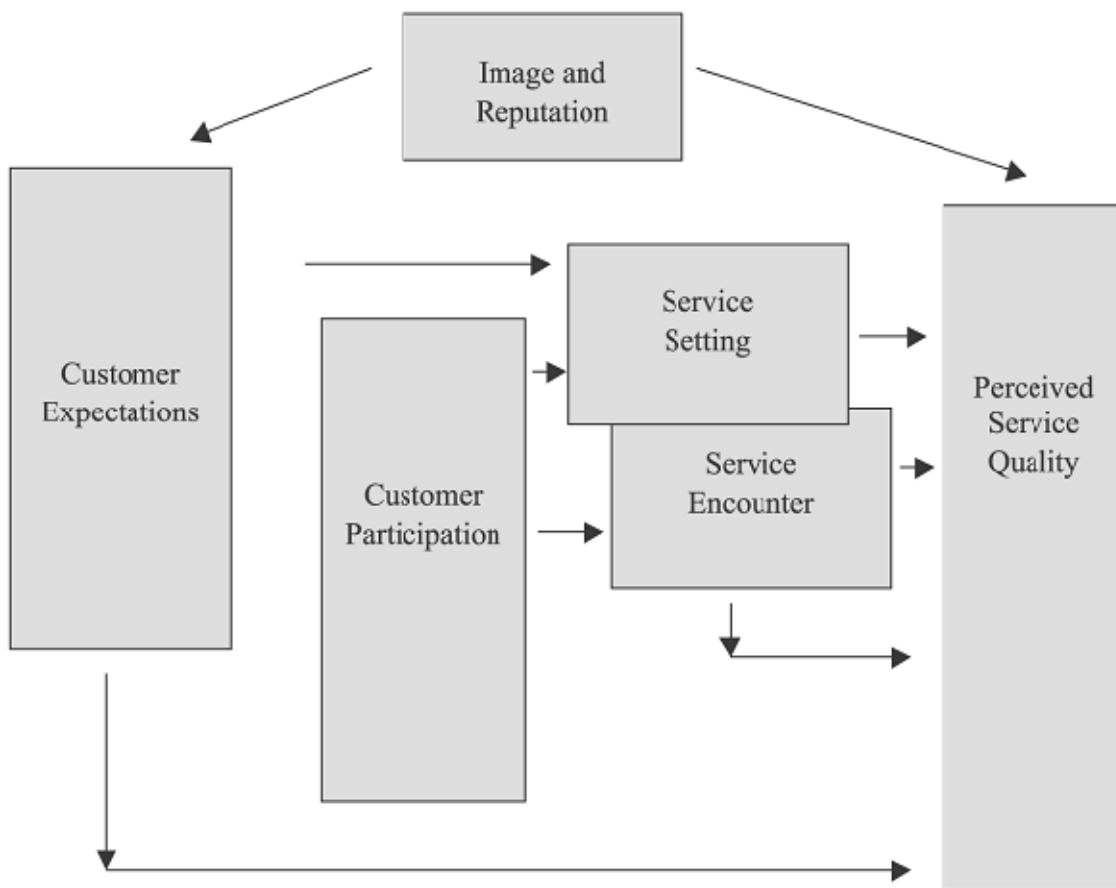 Image and
Reputation
Service
Setting
Customer
Expectations
Perceived
Service
Quality
Service
Encounter
Customer
Participation